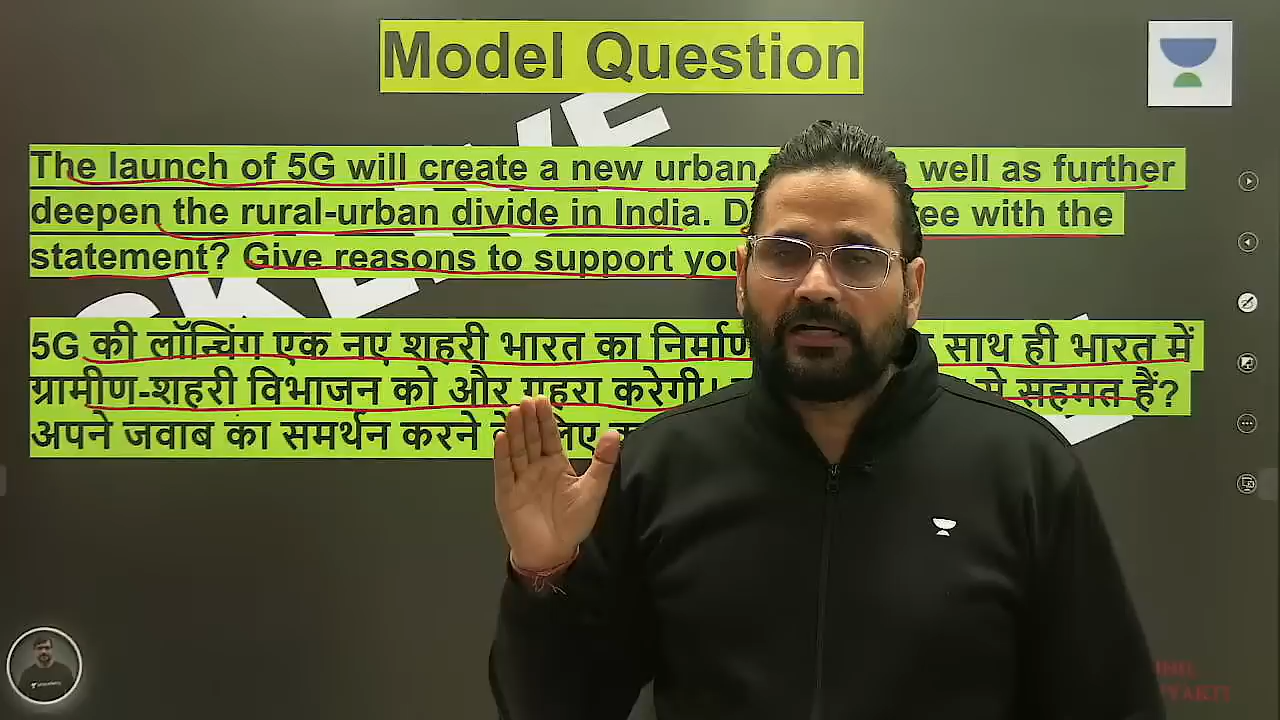 Model Question
The launch of 5G will create a new urban well as further
deepen the rural-urban divide in India. with the
statement? Give reasons to support
5G की लॉन्चिंग एक नए शहरी भारत का साथ ही भारत में
ग्रामीण-शहरी विभाजन को और गहरा करेगी। से सहमत हैं?
अपने जवाब का समर्थन करने लिए